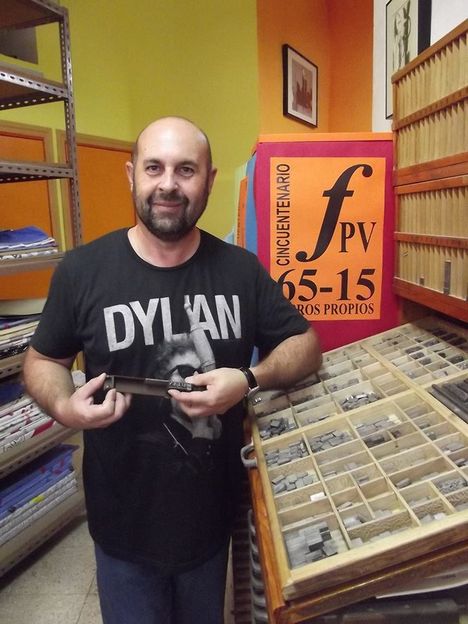 CINCUENTENARIO
f PV
65-15
ROS PROPIOS
DYLAN